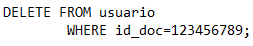 DELETE FROM usuario
WHERE id_doc=123456789;